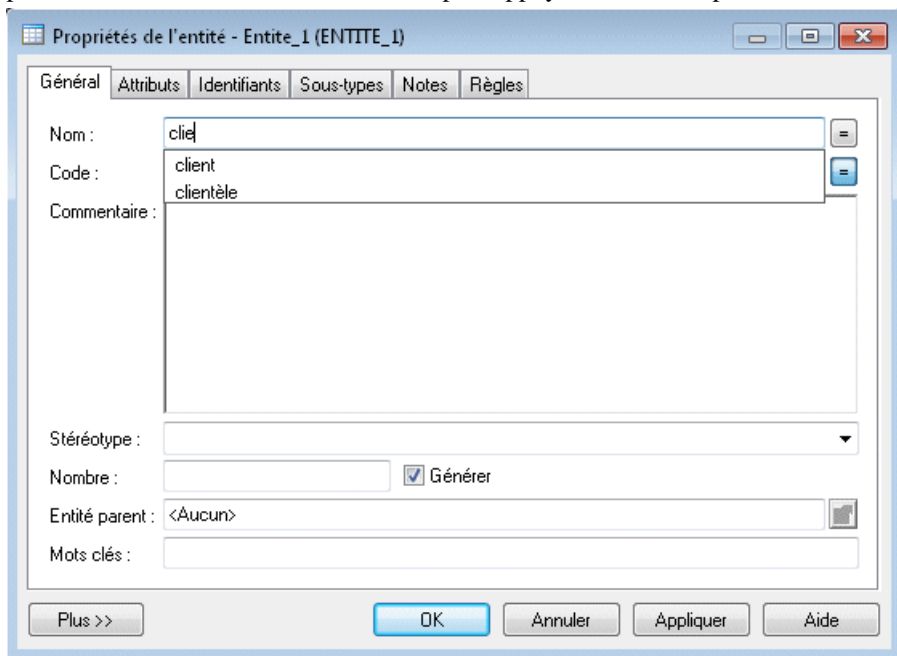 Propriétés de l'entité - Entite_1 (ENTITE_1)
Général Attributs Identifiants Sous-types Notes Règles
Nom : clie =
client
Code : =
clientèle
Commentaire :
Stéréotype :
Nombre : Générer
Entité parent : <Aucun>
Mots clés :
Plus >> OK Annuler Appliquer Aide